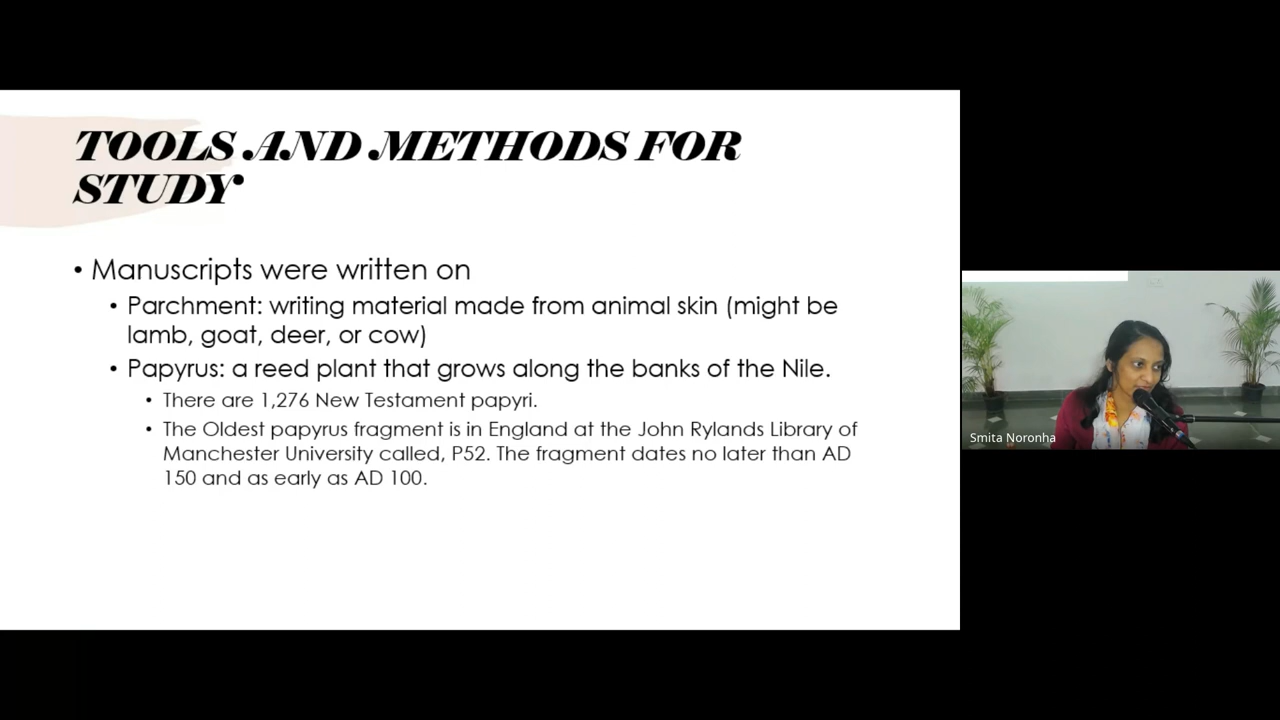 TOOLS AND METHODS FOR
STUDY
• Manuscripts were written on
• Parchment: writing material made from animal skin (might be
lamb, goat, deer, or cow)
• Papyrus: a reed plant that grows along the banks of the Nile.
• There are 1,276 New Testament papyri.
• The Oldest papyrus fragment is in England at the John Rylands Library of
Manchester University called, P52. The fragment dates no later than AD
150 and as early as AD 100.
Smita Noronha